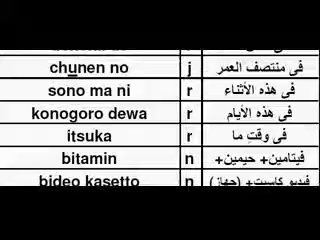 chunen no j في منتصف العمر
sono ma ni r في هذه الأثناء
konogoro dewa r في هذه الأيام
itsuka r في وقتٍ ما
bitamin n فيتامين+ حيمين+
bideo kasetto n فيديو كاسيت+ (جهاز)